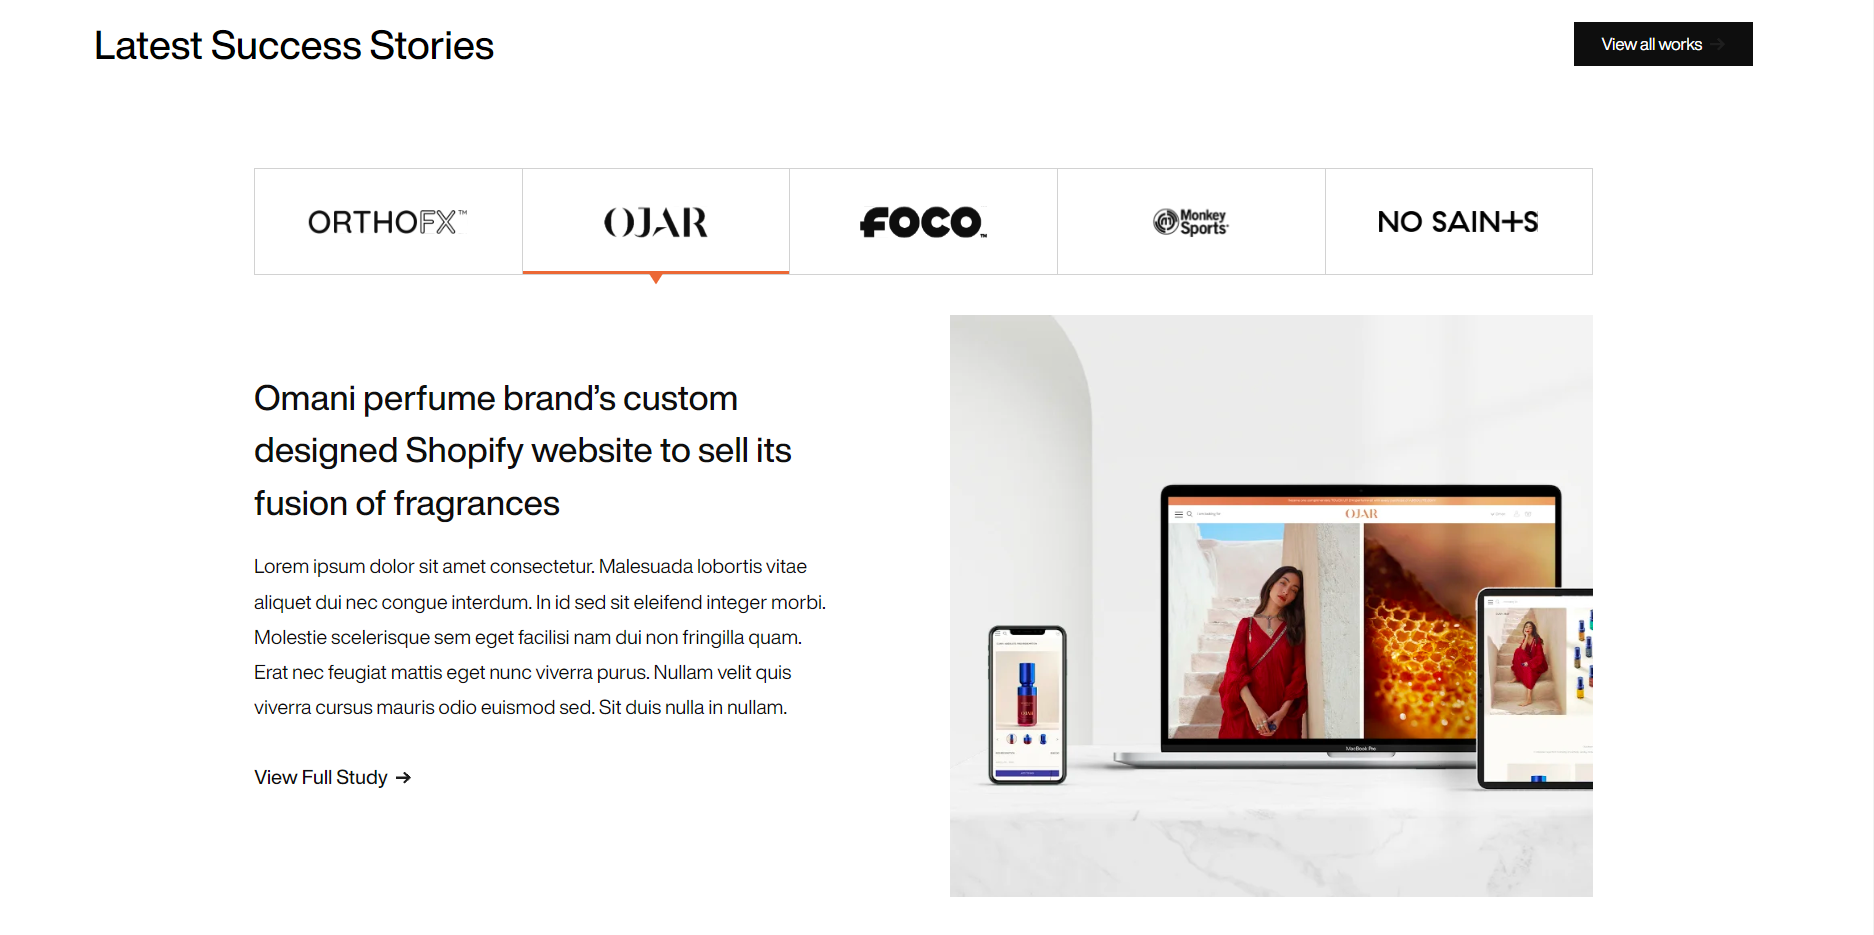 Latest Success Stories
View all works →
ORTHOFX™
OJAR
FOCO™
Monkey
Sports
NO SAINTS
Omani perfume brand’s custom
designed Shopify website to sell its
fusion of fragrances
Lorem ipsum dolor sit amet consectetur. Malesuada lobortis vitae
aliquet dui nec congue interdum. In id sed sit eleifend integer morbi.
Molestie scelerisque sem eget facilisi nam dui non fringilla quam.
Erat nec feugiat mattis eget nunc viverra purus. Nullam velit quis
viverra cursus mauris odio euismod sed. Sit duis nulla in nullam.
View Full Study →
OJAR
MacBook Pro
OJAR